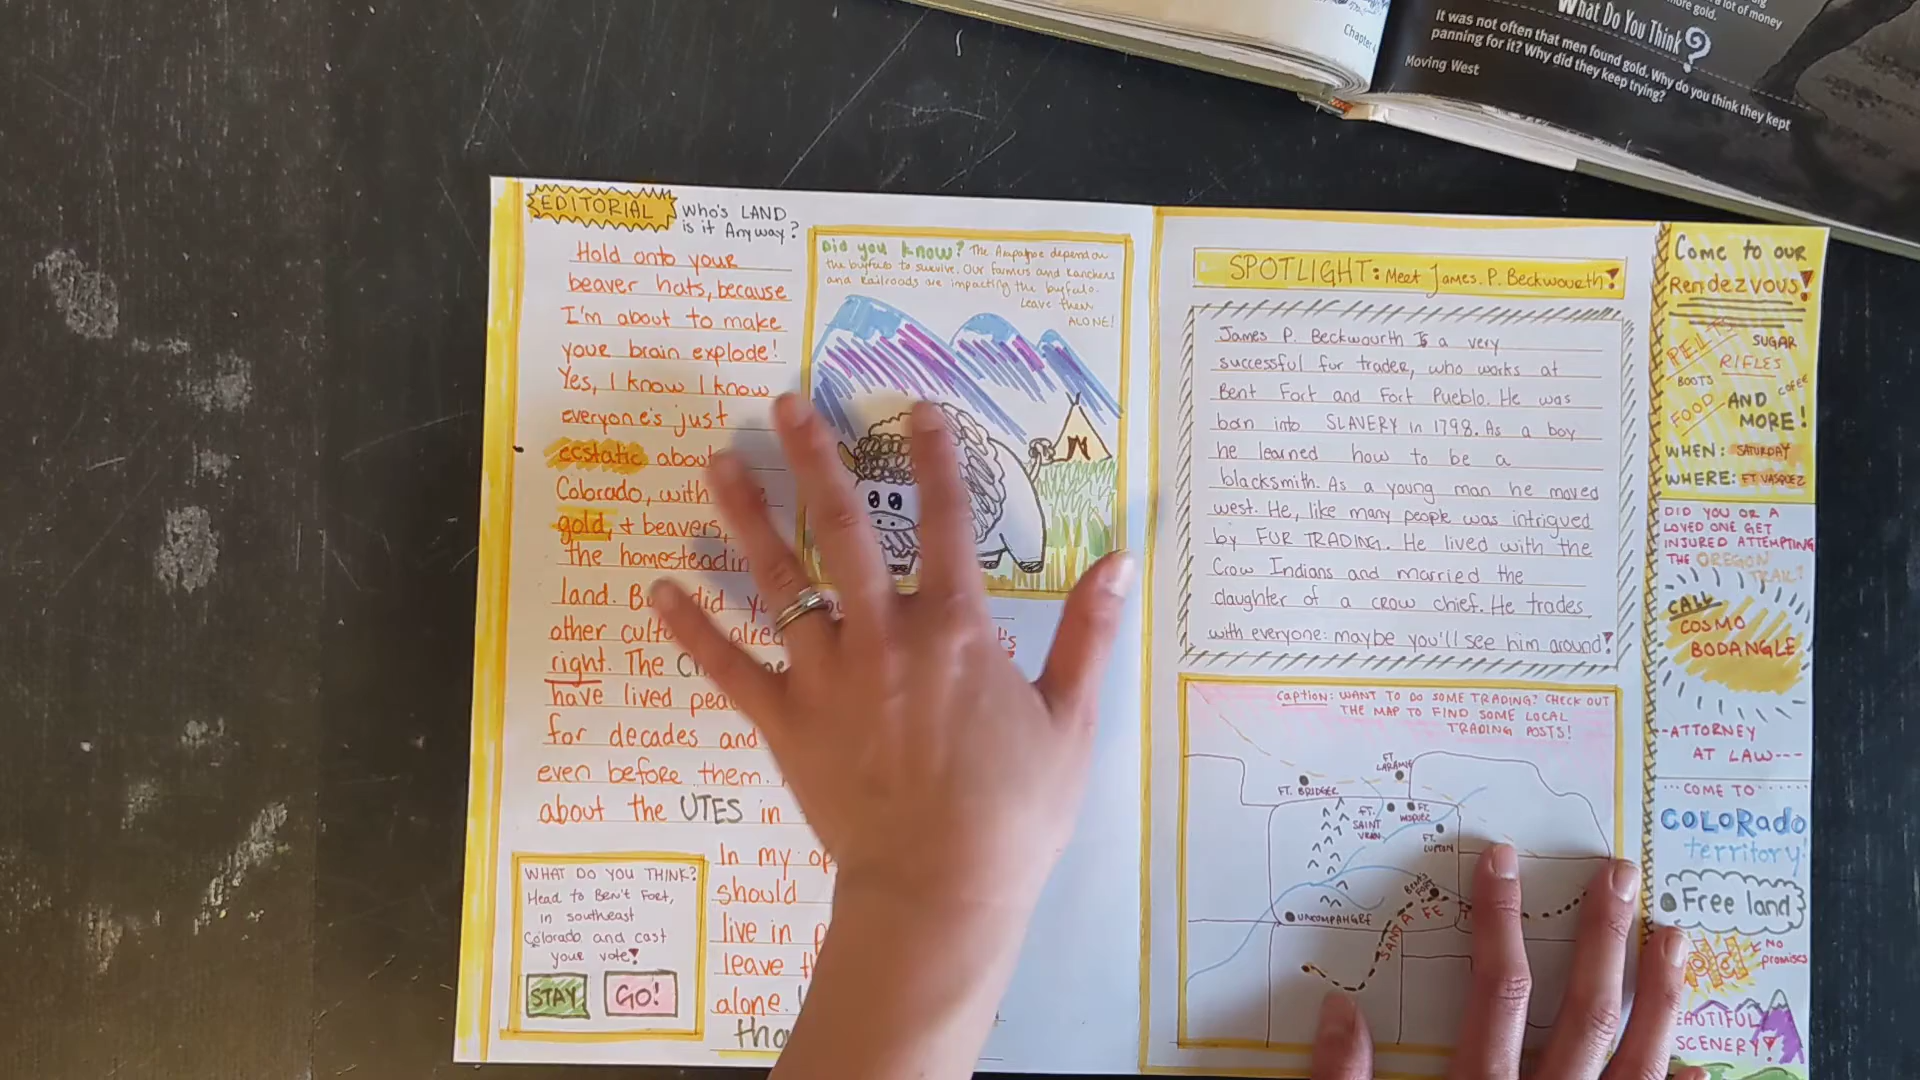 lot of money
more gold.
What Do You Think?
It was not often that men found gold. Why do you think they kept
panning for it? Why did they keep trying?
Moving West
Chapter 4
EDITORIAL
Who's LAND
is it Anyway?
Hold onto your
beaver hats, because
I'm about to make
your brain explode!
Yes, I know I know
everyone's just
ecstatic
Colorado, with
gold, + beavers,
the
land.
other
right. The
have lived
for decades and
even before them.
about the UTES in
In my
should
live in
leave
alone.
WHAT DO YOU THINK?
Head to Ben't Fort,
in southeast
Colorado and cast
your vote!
STAY
GO!
Did you know? The Arapahoe depend on
the buffalo to survive. Our farmers and Ranchers
and Railroads are impacting the buffalo.
Leave them
ALONE!
SPOTLIGHT: Meet James. P. Beckwourth!
James P. Beckwourth Is a very
successful fur trader, who works at
Bent Fort and Fort Pueblo. He was
born into SLAVERY in 1798. As a boy
he learned how to be a
blacksmith. As a young man he moved
west. He, like many people was intrigued
by FUR TRADING. He lived with the
Crow Indians and married the
daughter of a crow chief. He trades
with everyone: maybe you'll see him around!
Caption: WANT TO DO SOME TRADING? CHECK OUT
THE MAP TO FIND SOME LOCAL
TRADING POSTS!
FT. LARAMIE
FT. BRIDGER
FT. SAINT VRAIN
FT. LUPTON
BENT'S FORT
UNCOMPAHGRE
SANTA FE
Come to our
Rendezvous!
PELTS
SUGAR
RIFLES
BOOTS
COFEE
FOOD
AND
MORE!
WHEN: SATURDAY
WHERE: FT VASQUEZ
DID YOU OR A
LOVED ONE GET
INJURED ATTEMPTING
THE OREGON
TRAIL?
CALL
COSMO
BODANGLE
-ATTORNEY
AT LAW---
COME TO
COLORADO
territory!
Free land
NO
promises
EAUTIFUL
SCENERY!